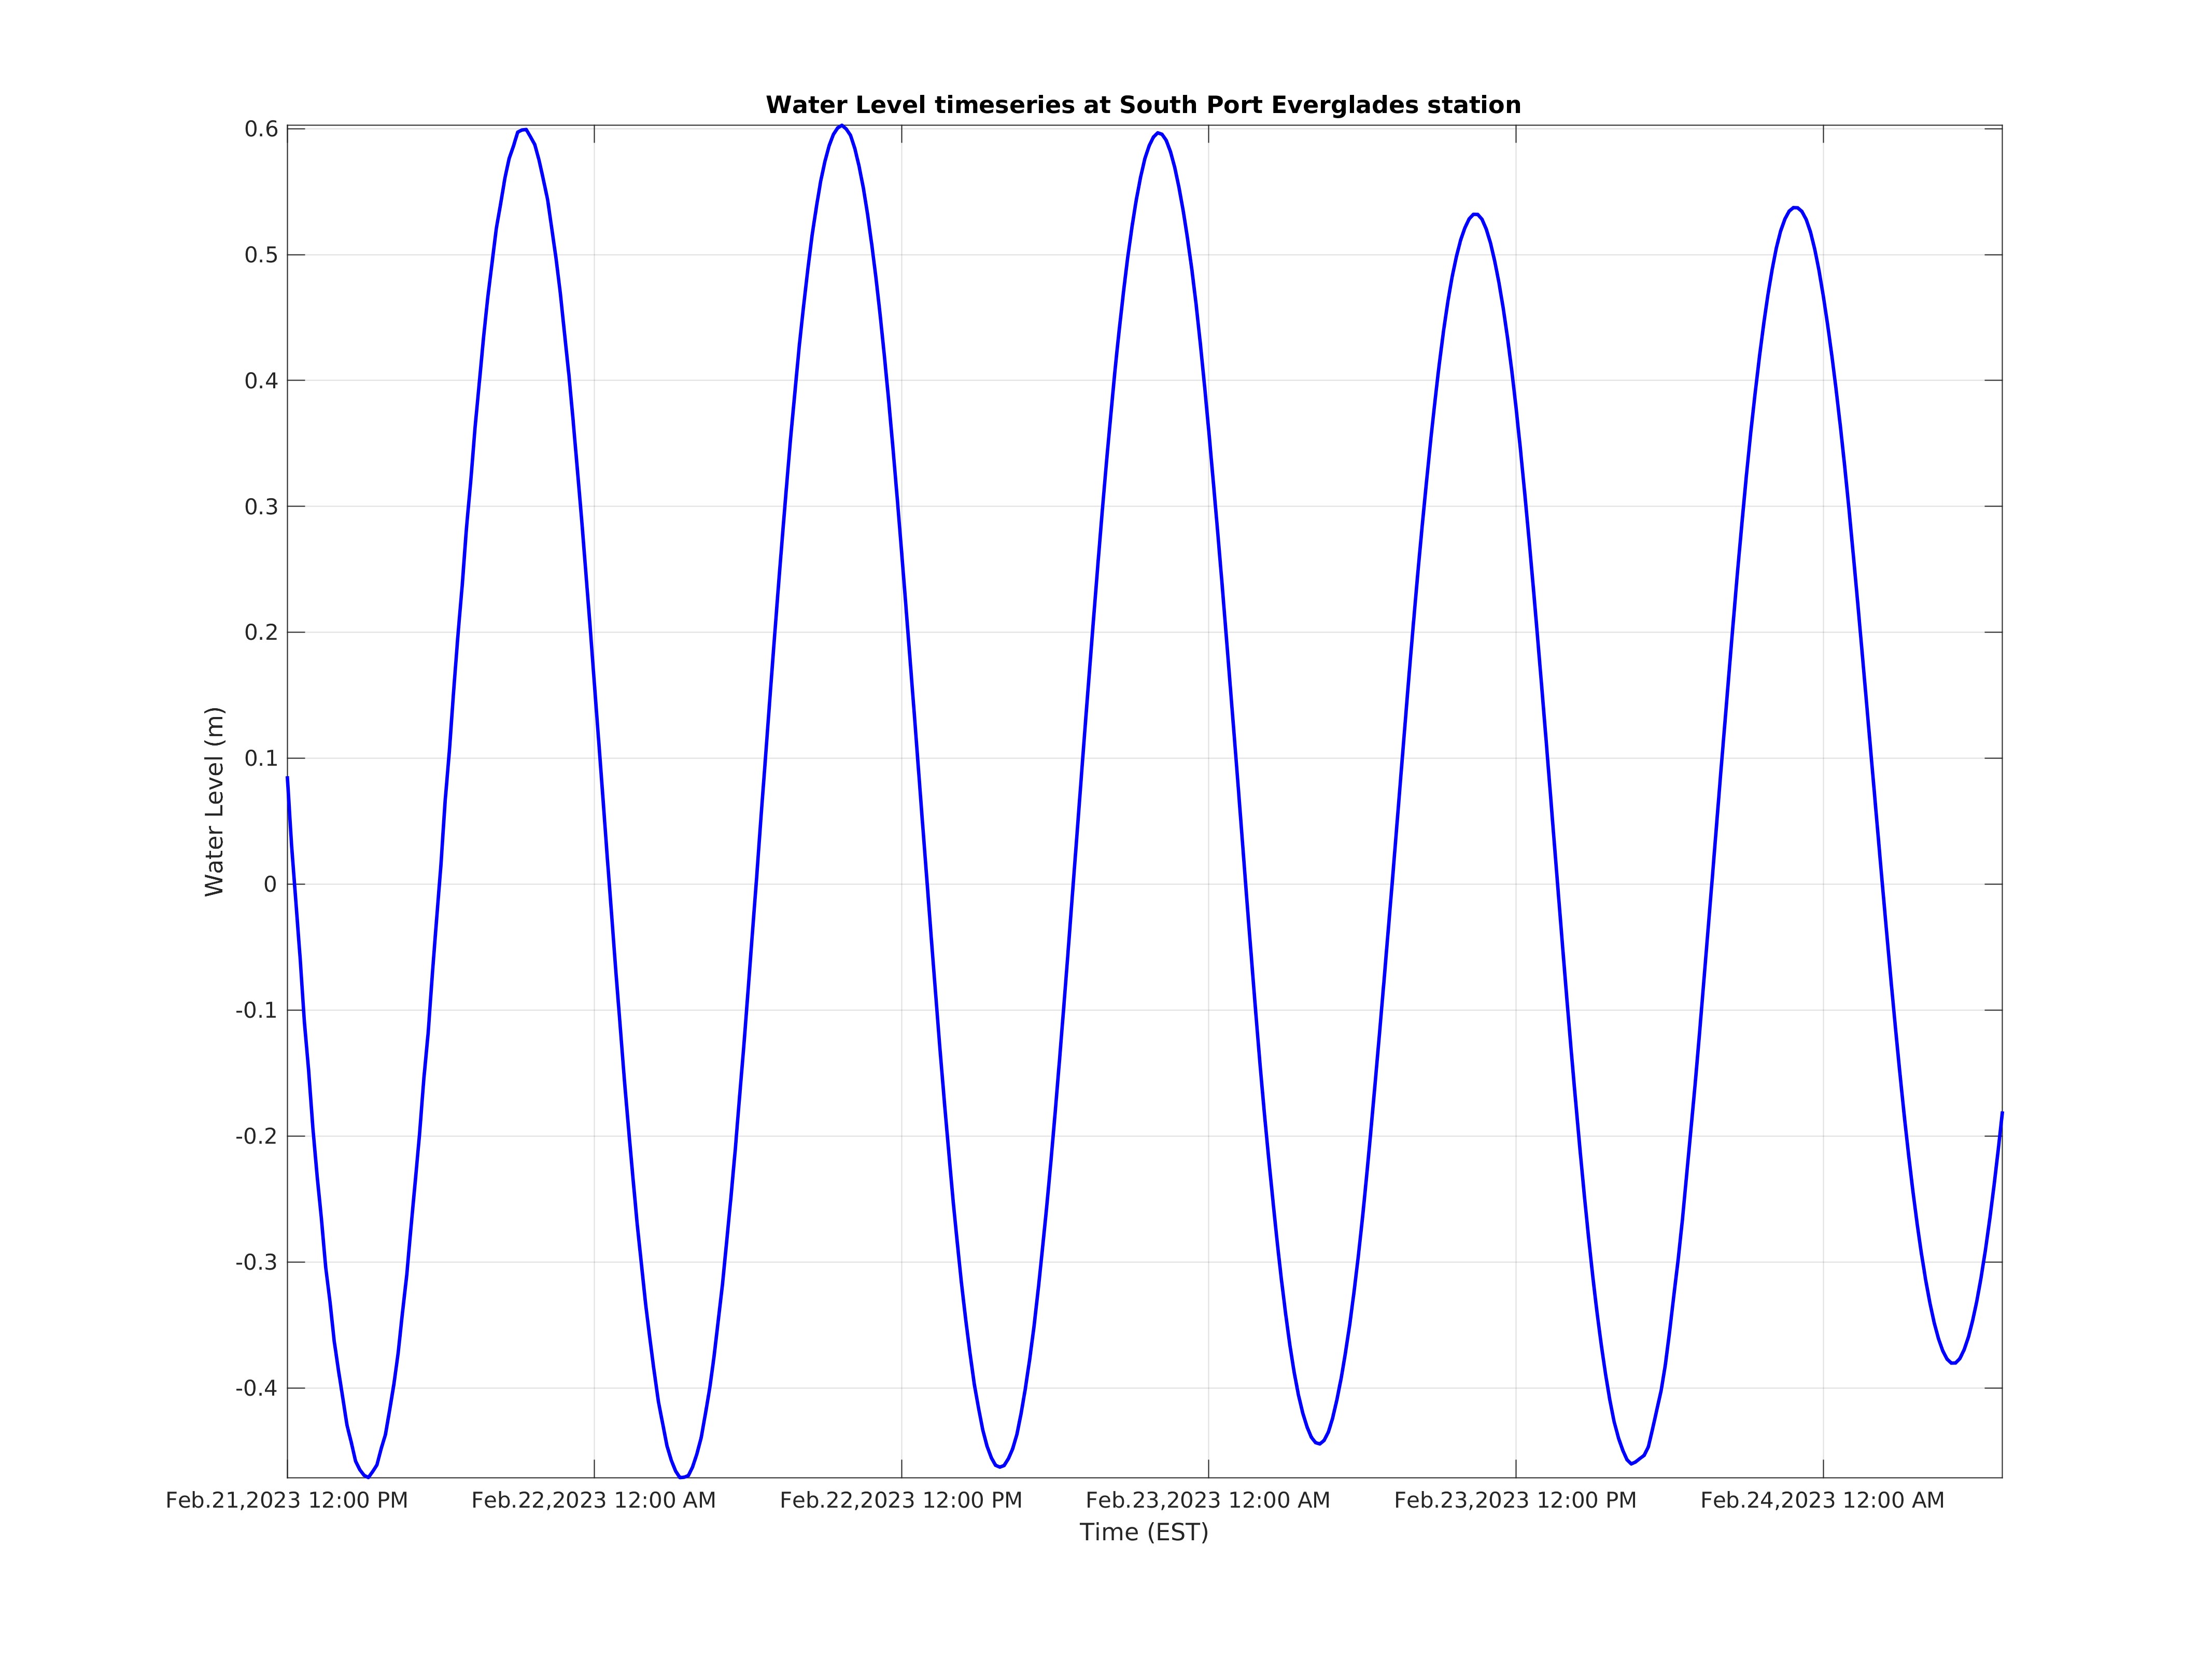 Water Level timeseries at South Port Everglades station
0.6
0.5
0.4
0.3
0.2
0.1
0
-0.1
-0.2
-0.3
-0.4
Water Level (m)
Feb.21,2023 12:00 PM Feb.22,2023 12:00 AM Feb.22,2023 12:00 PM Feb.23,2023 12:00 AM Feb.23,2023 12:00 PM Feb.24,2023 12:00 AM
Time (EST)